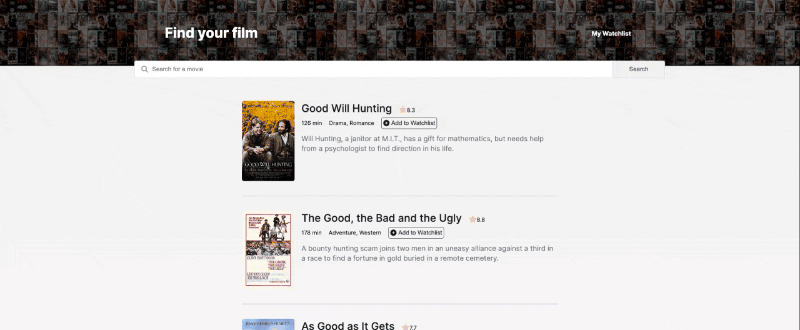 Find your film
My Watchlist
Search for a movie
Search
Good Will Hunting 8.3
126 min Drama, Romance Add to Watchlist
Will Hunting, a janitor at M.I.T., has a gift for mathematics, but needs help
from a psychologist to find direction in his life.
GOOD WILL HUNTING
The Good, the Bad and the Ugly 8.8
178 min Adventure, Western Add to Watchlist
A bounty hunting scam joins two men in an uneasy alliance against a third in
a race to find a fortune in gold buried in a remote cemetery.
As Good as It Gets 7.7